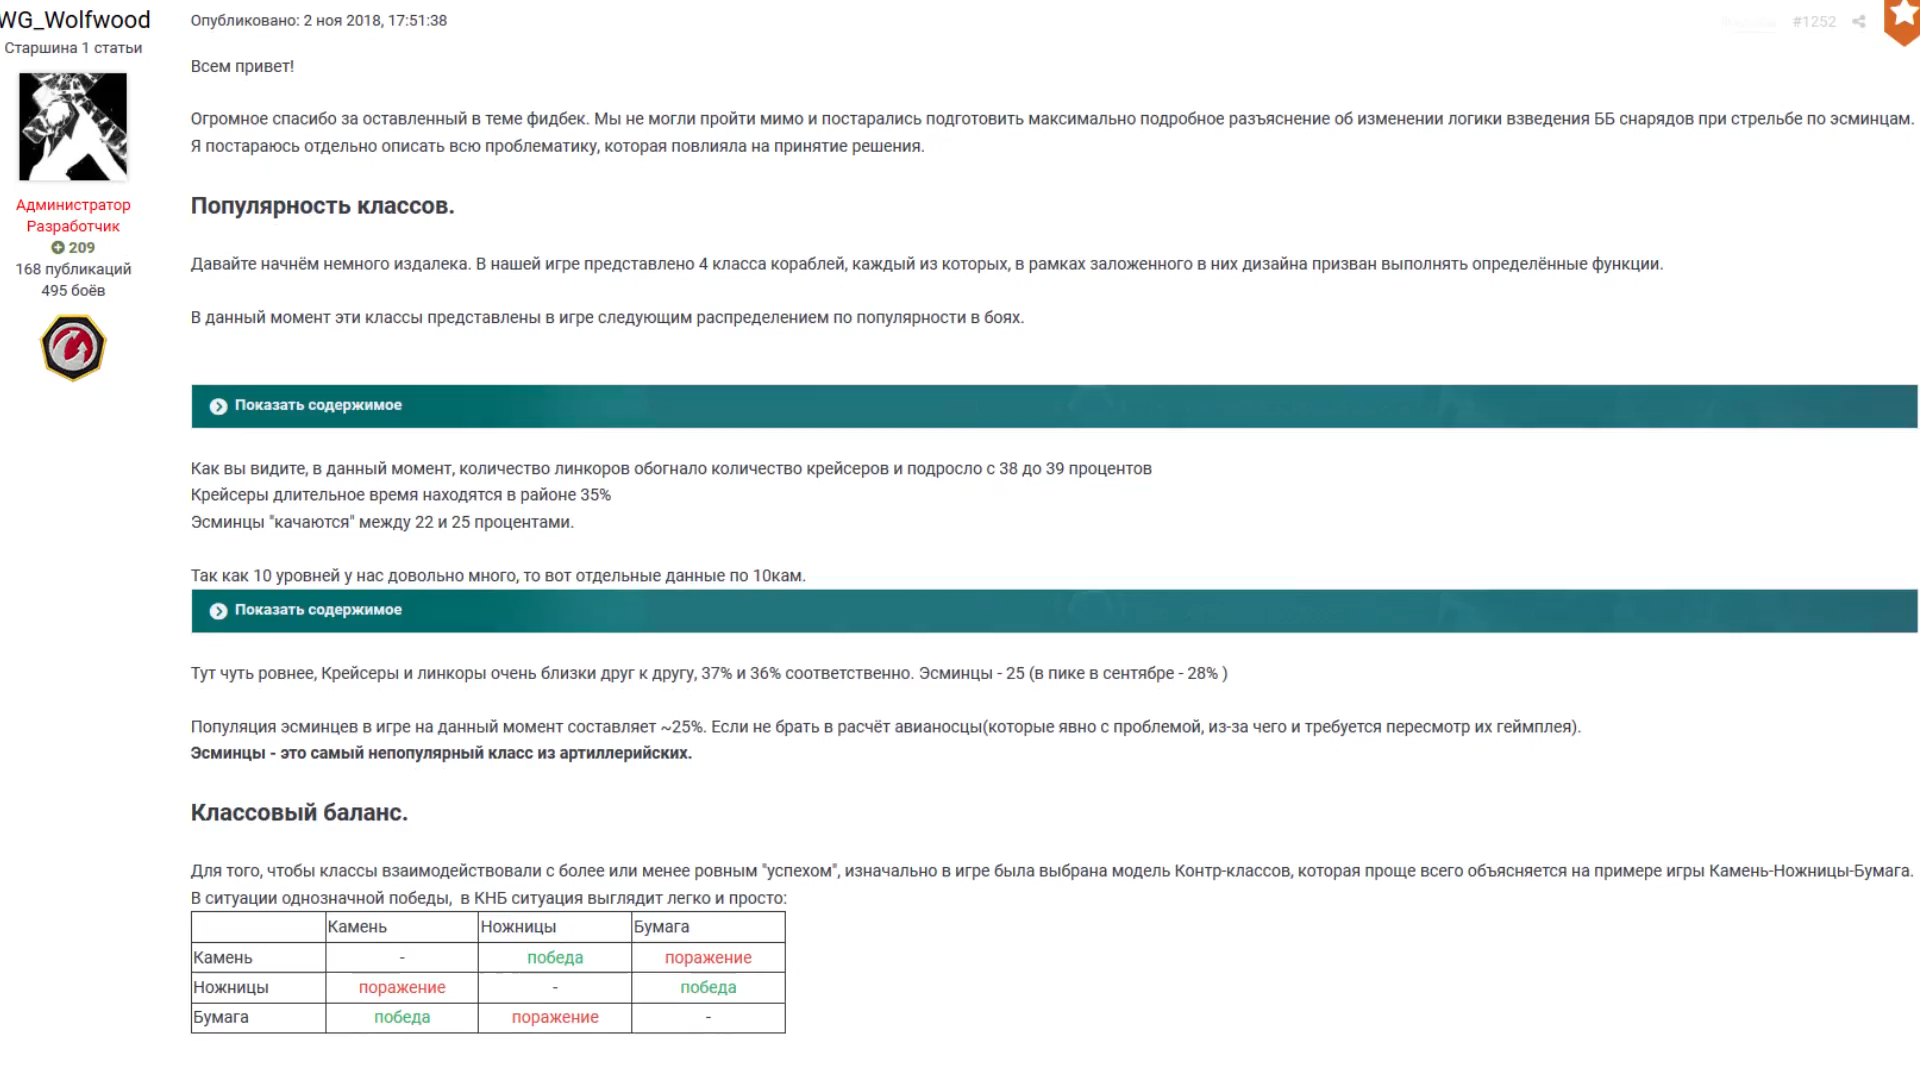 WG_Wolfwood
Старшина 1 статьи
Администратор
Разработчик
209
168 публикаций
495 боёв
Опубликовано: 2 ноя 2018, 17:51:38
#1252
Всем привет!
Огромное спасибо за оставленный в теме фидбек. Мы не могли пройти мимо и постарались подготовить максимально подробное разъяснение об изменении логики взведения ББ снарядов при стрельбе по эсминцам.
Я постараюсь отдельно описать всю проблематику, которая повлияла на принятие решения.
Популярность классов.
Давайте начнём немного издалека. В нашей игре представлено 4 класса кораблей, каждый из которых, в рамках заложенного в них дизайна призван выполнять определённые функции.
В данный момент эти классы представлены в игре следующим распределением по популярности в боях.
Показать содержимое
Как вы видите, в данный момент, количество линкоров обогнало количество крейсеров и подросло с 38 до 39 процентов
Крейсеры длительное время находятся в районе 35%
Эсминцы "качаются" между 22 и 25 процентами.
Так как 10 уровней у нас довольно много, то вот отдельные данные по 10кам.
Показать содержимое
Тут чуть ровнее, Крейсеры и линкоры очень близки друг к другу, 37% и 36% соответственно. Эсминцы - 25 (в пике в сентябре - 28% )
Популяция эсминцев в игре на данный момент составляет ~25%. Если не брать в расчёт авианосцы(которые явно с проблемой, из-за чего и требуется пересмотр их геймплея).
Эсминцы - это самый непопулярный класс из артиллерийских.
Классовый баланс.
Для того, чтобы классы взаимодействовали с более или менее ровным "успехом", изначально в игре была выбрана модель Контр-классов, которая проще всего объясняется на примере игры Камень-Ножницы-Бумага.
В ситуации однозначной победы,  в КНБ ситуация выглядит легко и просто:
Камень Ножницы Бумага
Камень - победа поражение
Ножницы поражение - победа
Бумага победа поражение -